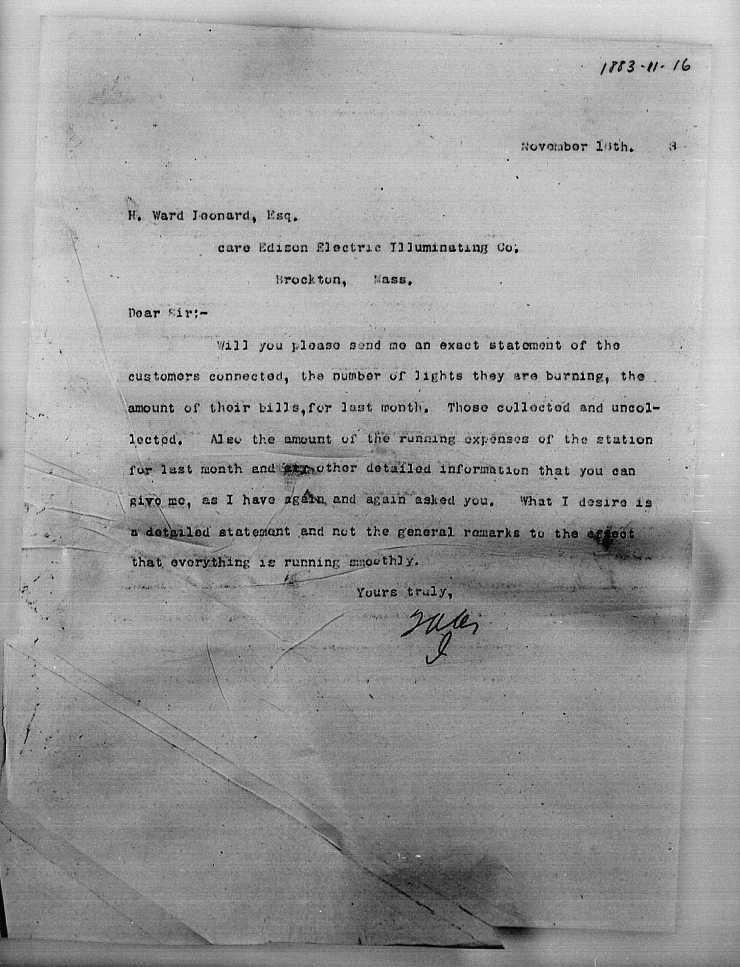 1883-11-16
November 16th. 3
H. Ward Leonard, Esq.
care Edison Electric Illuminating Co.
Brockton, Mass.
Dear Sir:-
Will you please send me an exact statement of the
customers connected, the number of lights they are burning, the
amount of their bills, for last month. Those collected and uncol-
lected. Also the amount of the running expenses of the station
for last month and any other detailed information that you can
give me, as I have again and again asked you. What I desire is
a detailed statement and not the general remarks to the effect
that everything is running smoothly.
Yours truly,